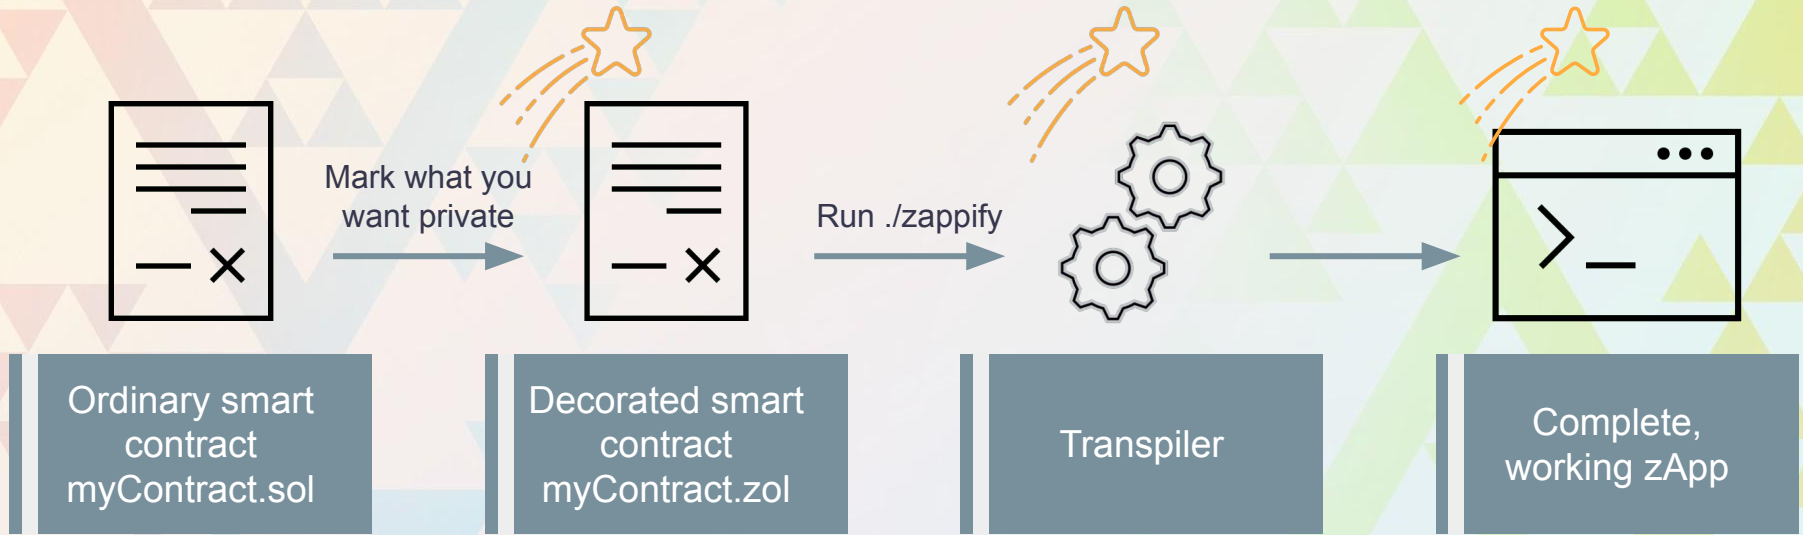 Mark what you
want private
Run ./zappify
Ordinary smart
contract
myContract.sol
Decorated smart
contract
myContract.zol
Transpiler
Complete,
working zApp